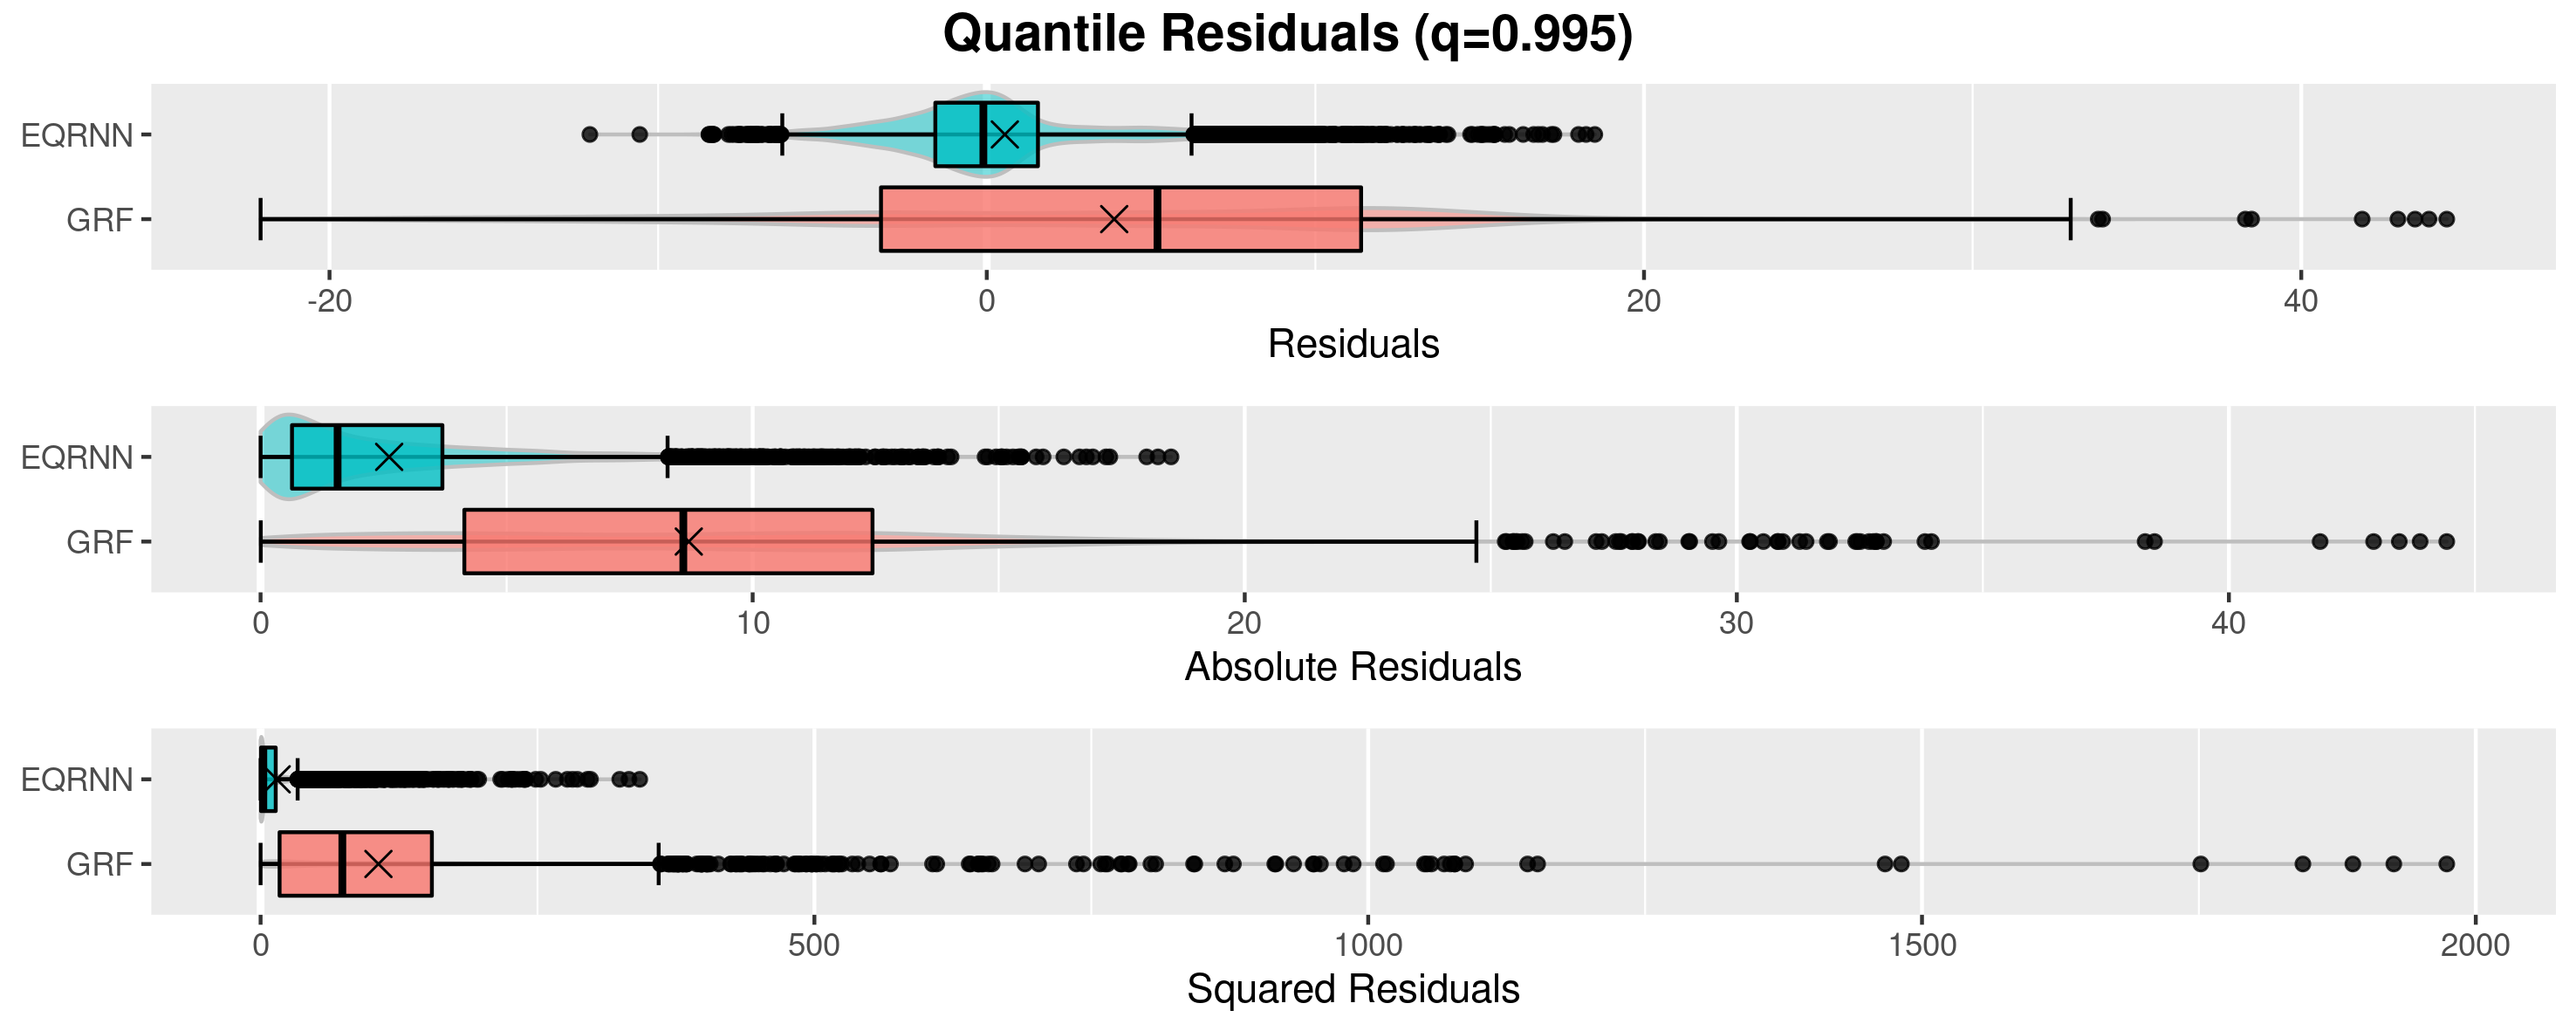 Quantile Residuals (q=0.995)
EQRNN
GRF
-20 0 20 40
Residuals
EQRNN
GRF
0 10 20 30 40
Absolute Residuals
EQRNN
GRF
0 500 1000 1500 2000
Squared Residuals